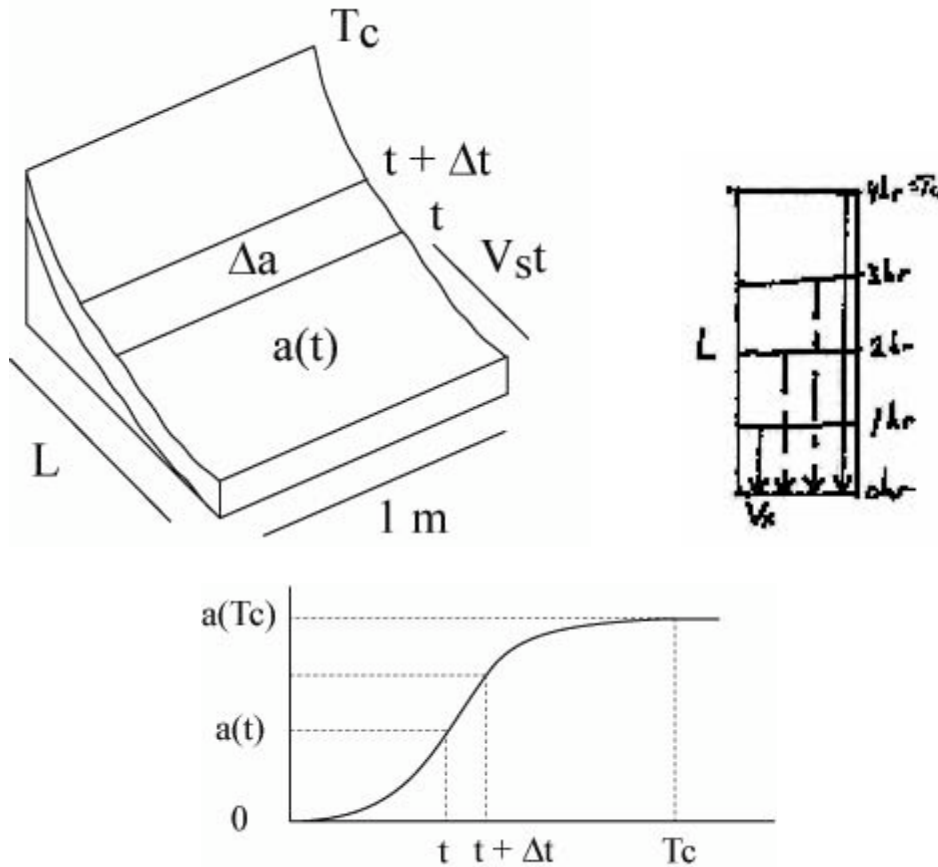 Tc
t + Δt
t
Δa
Vst
a(t)
L
1 m
3hr
L
2hr
1hr
0hr
a(Tc)
a(t)
0
t
t + Δt
Tc